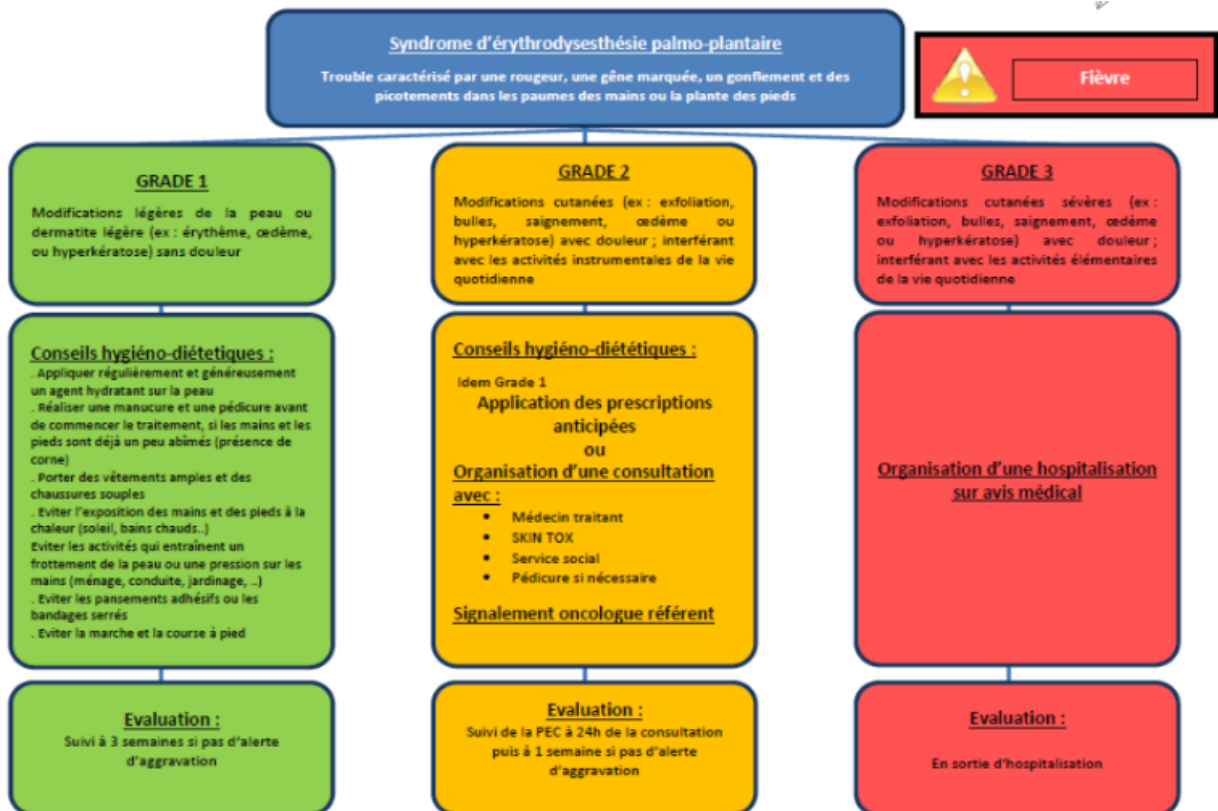 Syndrome d'érythrodysesthésie palmo-plantaire
Trouble caractérisé par une rougeur, une gêne marquée, un gonflement et des
picotements dans les paumes des mains ou la plante des pieds
Fièvre
GRADE 1
Modifications légères de la peau ou
dermatite légère (ex : érythème, œdème,
ou hyperkératose) sans douleur
Conseils hygiéno-diétetiques :
. Appliquer régulièrement et généreusement
un agent hydratant sur la peau
. Réaliser une manucure et une pédicure avant
de commencer le traitement, si les mains et les
pieds sont déjà un peu abîmés (présence de
corne)
. Porter des vêtements amples et des
chaussures souples
. Eviter l'exposition des mains et des pieds à la
chaleur (soleil, bains chauds..)
Eviter les activités qui entraînent un
frottement de la peau ou une pression sur les
mains (ménage, conduite, jardinage, ..)
. Eviter les pansements adhésifs ou les
bandages serrés
. Eviter la marche et la course à pied
Evaluation :
Suivi à 3 semaines si pas d'alerte
d'aggravation
GRADE 2
Modifications cutanées (ex : exfoliation,
bulles, saignement, œdème ou
hyperkératose) avec douleur ; interférant
avec les activités instrumentales de la vie
quotidienne
Conseils hygiéno-diététiques :
Idem Grade 1
Application des prescriptions
anticipées
ou
Organisation d'une consultation
avec :
• Médecin traitant
• SKIN TOX
• Service social
• Pédicure si nécessaire
Signalement oncologue référent
Evaluation :
Suivi de la PEC à 24h de la consultation
puis à 1 semaine si pas d'alerte
d'aggravation
GRADE 3
Modifications cutanées sévères (ex :
exfoliation, bulles, saignement, œdème
ou hyperkératose) avec douleur ;
interférant avec les activités élémentaires
de la vie quotidienne
Organisation d'une hospitalisation
sur avis médical
Evaluation :
En sortie d'hospitalisation